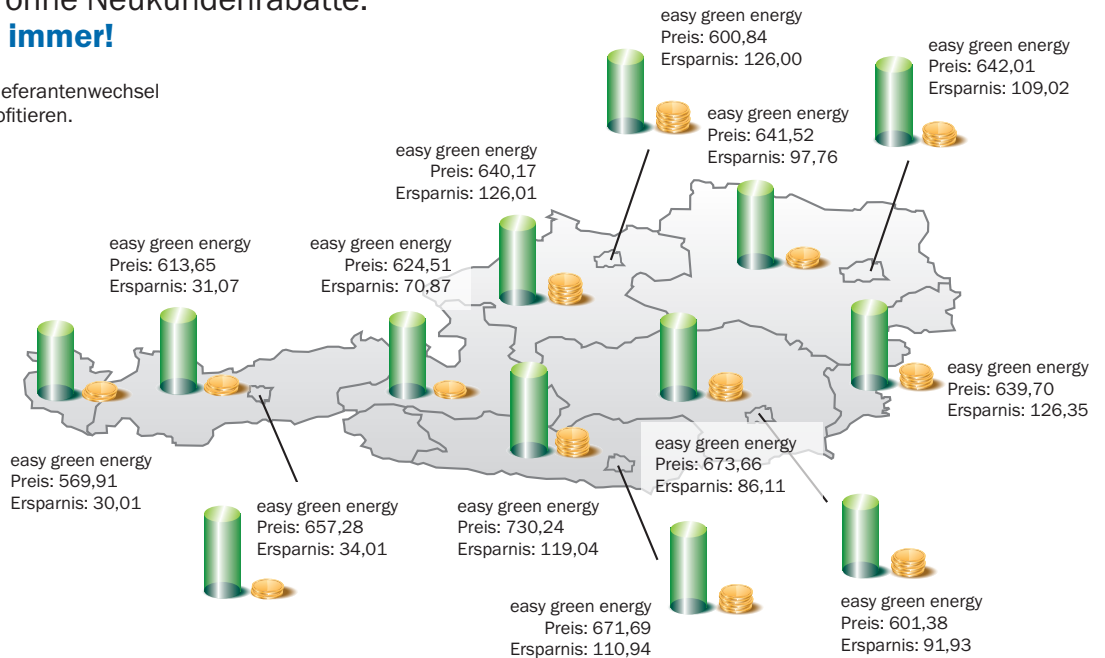 ohne Neukundenrabatte.
immer!
eferantenwechsel
ofitieren.
easy green energy
Preis: 600,84
Ersparnis: 126,00
easy green energy
Preis: 642,01
Ersparnis: 109,02
easy green energy
Preis: 641,52
Ersparnis: 97,76
easy green energy
Preis: 640,17
Ersparnis: 126,01
easy green energy
Preis: 613,65
Ersparnis: 31,07
easy green energy
Preis: 624,51
Ersparnis: 70,87
easy green energy
Preis: 639,70
Ersparnis: 126,35
easy green energy
Preis: 673,66
Ersparnis: 86,11
easy green energy
Preis: 569,91
Ersparnis: 30,01
easy green energy
Preis: 657,28
Ersparnis: 34,01
easy green energy
Preis: 730,24
Ersparnis: 119,04
easy green energy
Preis: 671,69
Ersparnis: 110,94
easy green energy
Preis: 601,38
Ersparnis: 91,93